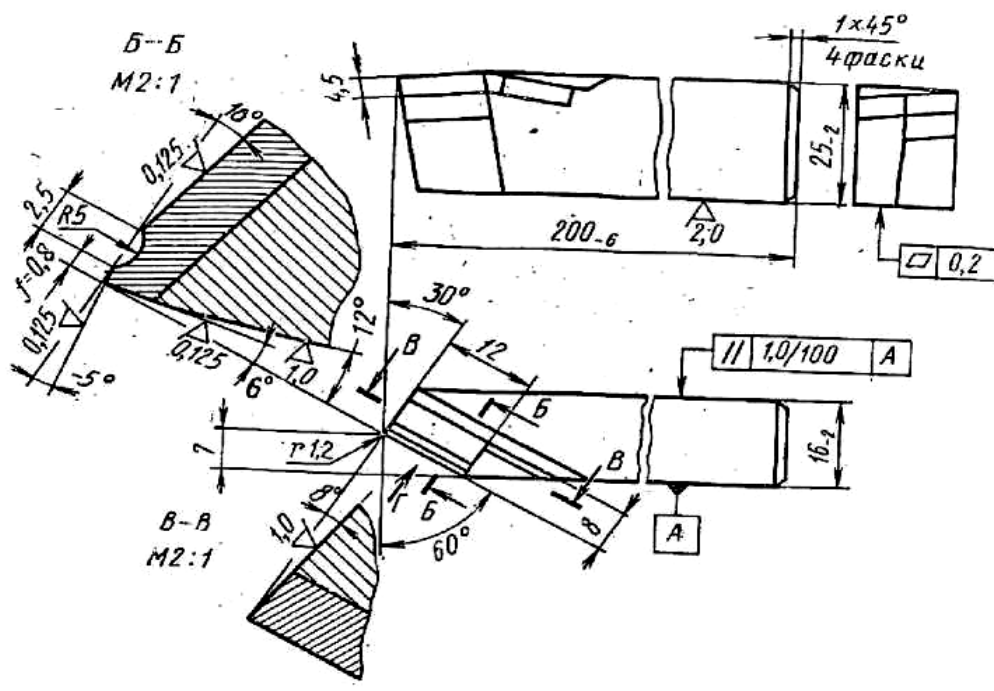 Б-Б
М2:1
1×45°
4 фаски
4,5
10°
0,125
25-2
2,5
R5
2,0
200-6
▱ 0,2
f=0,8
0,125
0,125
1,0
12°
30°
12
В
// 1,0/100 А
-5°
6°
Б
7
r1,2
В
16-2
Г
Б
8
А
8°
1,0
60°
В-В
М2:1